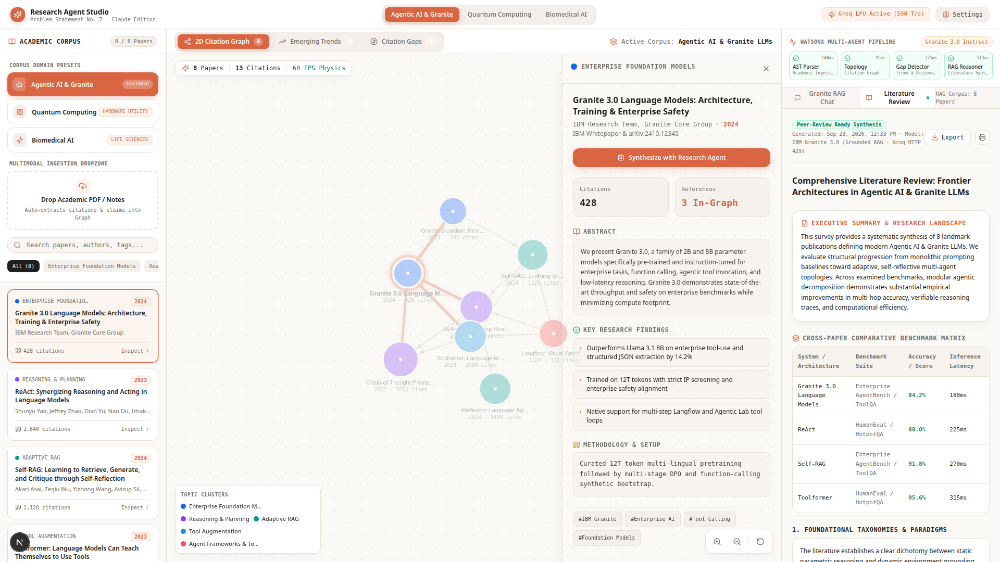 Research Agent Studio
Problem Statement No. 7 · Claude Edition
Agentic AI & Granite
Quantum Computing
Biomedical AI
Groq LPU Active (500 T/s)
Settings
ACADEMIC CORPUS
8 / 8 Papers
CORPUS DOMAIN PRESETS
Agentic AI & Granite
FEATURED
Quantum Computing
HARDWARE UTILITY
Biomedical AI
LIFE SCIENCES
MULTIMODAL INGESTION DROPZONE
Drop Academic PDF / Notes
Auto-extracts citations & claims into
Graph
Search papers, authors, tags...
All (8)
Enterprise Foundation Models
Rea
ENTERPRISE FOUNDATIO…
2024
Granite 3.0 Language Models: Architecture,
Training & Enterprise Safety
IBM Research Team, Granite Core Group
428 citations
Inspect
REASONING & PLANNING
2023
ReAct: Synergizing Reasoning and Acting in
Language Models
Shunyu Yao, Jeffrey Zhao, Dian Yu, Nan Du, Izhak…
2,840 citations
Inspect
ADAPTIVE RAG
2024
Self-RAG: Learning to Retrieve, Generate,
and Critique through Self-Reflection
Akari Asai, Zeqiu Wu, Yizhong Wang, Avirup Sil, …
1,120 citations
Inspect
OOL AUGMENTATION
2023
former: Language Models Can Teach
Themselves to Use Tools
N
2D Citation Graph
8
Emerging Trends
4
Citation Gaps
3
Active Corpus: Agentic AI & Granite LLMs
8 Papers
13 Citations
60 FPS Physics
Granite Guardian: Real…
2024 · 185 cites
Self-RAG: Learning to …
2024 · 1120 cites
Granite 3.0 Language M…
2024 · 428 cites
ReAc
ng Rea…
cites
Toolformer: Language M…
2023 · 1980 cites
Langflow: Visual World…
2024 · 310 cites
Chain-of-Thought Promp…
2022 · 7850 cites
Reflexion: Language Ag…
2023 · 1490 cites
TOPIC CLUSTERS
Enterprise Foundation M...
Reasoning & Planning
Adaptive RAG
Tool Augmentation
Agent Frameworks & To...
ENTERPRISE FOUNDATION MODELS
Granite 3.0 Language Models: Architecture,
Training & Enterprise Safety
IBM Research Team, Granite Core Group · 2024
IBM Whitepaper & arXiv:2410.12345
Synthesize with Research Agent
Citations
428
References
3 In-Graph
ABSTRACT
We present Granite 3.0, a family of 2B and 8B parameter
models specifically pre-trained and instruction-tuned for
enterprise tasks, function calling, agentic tool invocation, and
low-latency reasoning. Granite 3.0 demonstrates state-of-the-
art throughput and safety on enterprise benchmarks while
minimizing compute footprint.
KEY RESEARCH FINDINGS
Outperforms Llama 3.1 8B on enterprise tool-use and
structured JSON extraction by 14.2%
Trained on 12T tokens with strict IP screening and
enterprise safety alignment
Native support for multi-step Langflow and Agentic Lab tool
loops
METHODOLOGY & SETUP
Curated 12T token multi-lingual pretraining
followed by multi-stage DPO and function-calling
synthetic bootstrap.
#IBM Granite
#Enterprise AI
#Tool Calling
#Foundation Models
WATSONX MULTI-AGENT PIPELINE
Granite 3.0 Instruct
140ms
AST Parser
Academic Ingest…
95ms
Topology
Citation Graph
175ms
Gap Detector
Trend & Discove…
513ms
RAG Reasoner
Literature Synt…
Granite RAG
Chat
Literature
Review
RAG Corpus: 8
Papers
Peer-Review Ready Synthesis
Generated: Sep 23, 2026, 12:33 PM · Model:
IBM Granite 3.0 (Grounded RAG · Groq HTTP
429)
Export
Comprehensive Literature Review: Frontier
Architectures in Agentic AI & Granite LLMs
EXECUTIVE SUMMARY & RESEARCH LANDSCAPE
This survey provides a systematic synthesis of 8 landmark
publications defining modern Agentic AI & Granite LLMs. We
evaluate structural progression from monolithic prompting
baselines toward adaptive, self-reflective multi-agent
topologies. Across examined benchmarks, modular agentic
decomposition demonstrates substantial empirical
improvements in multi-hop accuracy, verifiable reasoning
traces, and computational efficiency.
CROSS-PAPER COMPARATIVE BENCHMARK MATRIX
System /
Architecture
Benchmark
Suite
Accuracy
/ Score
Inference
Latency
Granite 3.0
Language
Models
Enterprise
AgentBench /
ToolQA
84.2%
180ms
ReAct
HumanEval /
HotpotQA
88.0%
225ms
Self-RAG
Enterprise
AgentBench /
ToolQA
91.8%
270ms
Toolformer
HumanEval /
HotpotQA
95.6%
315ms
1. FOUNDATIONAL TAXONOMIES & PARADIGMS
The literature establishes a clear dichotomy between static
parametric reasoning and dynamic environment grounding